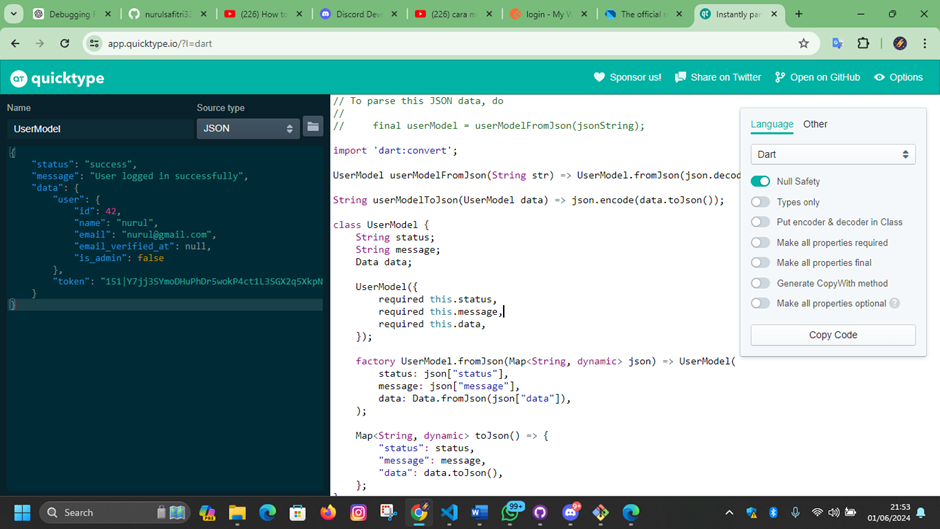 Debugging F
nurulsafitri32
(226) How to
Discord Dev
(226) cara m
login - My W
The official re
Instantly par
app.quicktype.io/?l=dart
quicktype
Sponsor us!
Share on Twitter
Open on GitHub
Options
Name
Source type
UserModel
JSON
{
"status": "success",
"message": "User logged in successfully",
"data": {
"user": {
"id": 42,
"name": "nurul",
"email": "nurul@gmail.com",
"email_verified_at": null,
"is_admin": false
},
"token":
}
}
// To parse this JSON data, do
//
// final userModel = userModelFromJson(jsonString);
import 'dart:convert';
UserModel userModelFromJson(String str) => UserModel.fromJson(json.decod
String userModelToJson(UserModel data) => json.encode(data.toJson());
class UserModel {
String status;
String message;
Data data;
UserModel({
required this.status,
required this.message,
required this.data,
});
factory UserModel.fromJson(Map<String, dynamic> json) => UserModel(
status: json["status"],
message: json["message"],
data: Data.fromJson(json["data"]),
);
Map<String, dynamic> toJson() => {
"status": status,
"message": message,
"data": data.toJson(),
};
Language
Other
Dart
Null Safety
Types only
Put encoder & decoder in Class
Make all properties required
Make all properties final
Generate CopyWith method
Make all properties optional
Copy Code
Search
99+
21:53
01/06/2024